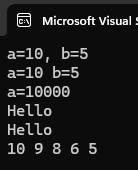 Microsoft Visual S
a=10, b=5
a=10 b=5
a=10000
Hello
Hello
10 9 8 6 5